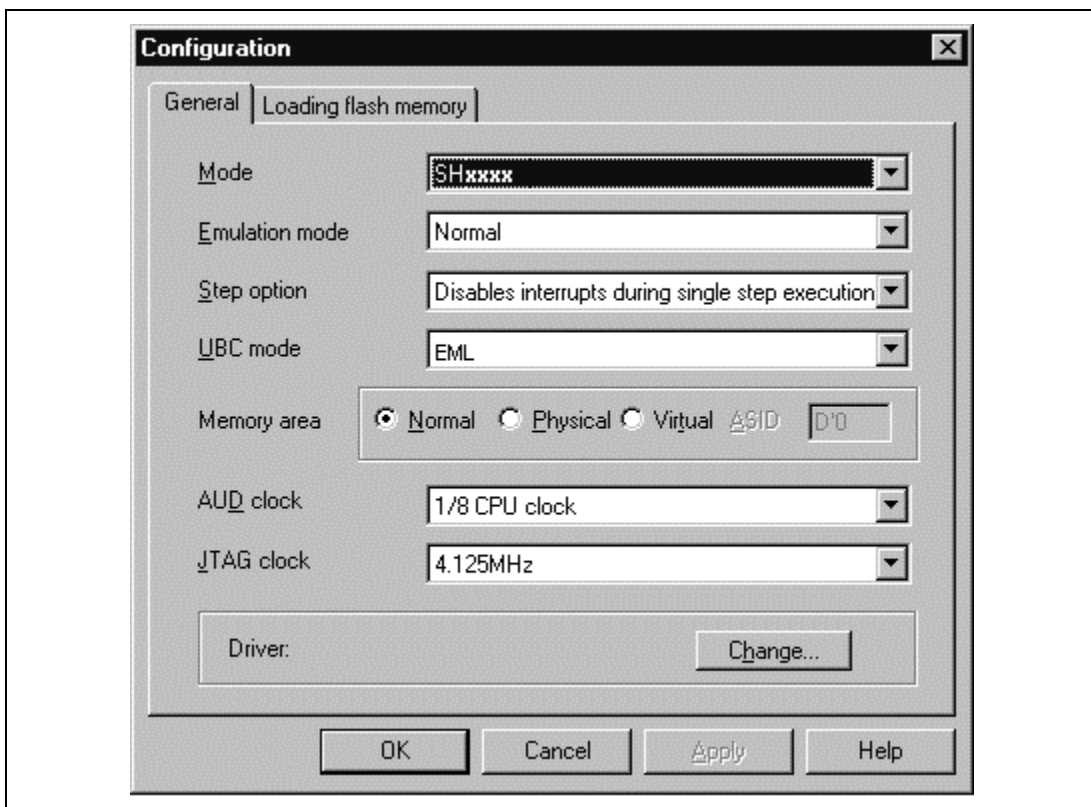 Configuration
General Loading flash memory
Mode SHxxxx
Emulation mode Normal
Step option Disables interrupts during single step execution
UBC mode EML
Memory area Normal Physical Virtual ASID D'0
AUD clock 1/8 CPU clock
JTAG clock 4.125MHz
Driver: Change...
OK Cancel Apply Help